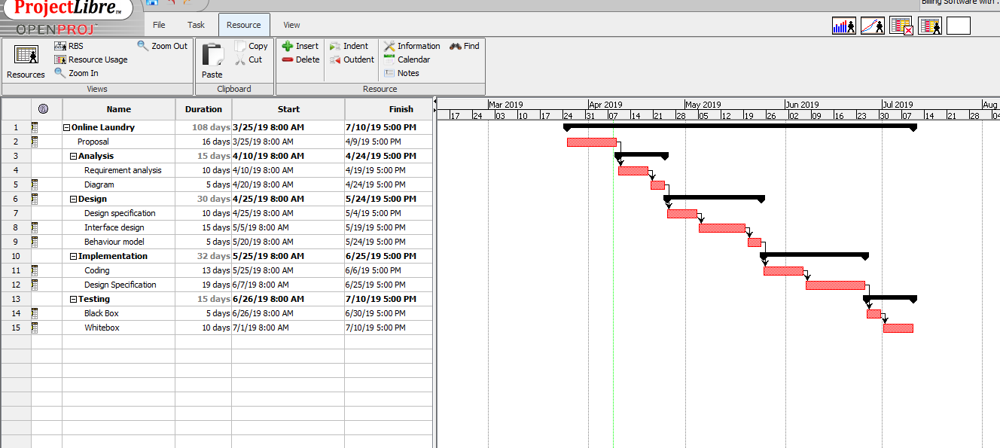 Billing Software with .
ProjectLibre™
OPENPROJ
File Task Resource View
RBS Zoom Out Copy Insert Indent Information Find
Resource Usage Cut Delete Outdent Calendar
Resources Zoom In Paste Notes
Views Clipboard Resource
Name Duration Start Finish
Mar 2019 Apr 2019 May 2019 Jun 2019 Jul 2019 Aug
17 24 03 10 17 24 31 07 14 21 28 05 12 19 26 02 09 16 23 30 07 14 21 28 04
1 Online Laundry 108 days 3/25/19 8:00 AM 7/10/19 5:00 PM
2 Proposal 16 days 3/25/19 8:00 AM 4/9/19 5:00 PM
3 Analysis 15 days 4/10/19 8:00 AM 4/24/19 5:00 PM
4 Requirement analysis 10 days 4/10/19 8:00 AM 4/19/19 5:00 PM
5 Diagram 5 days 4/20/19 8:00 AM 4/24/19 5:00 PM
6 Design 30 days 4/25/19 8:00 AM 5/24/19 5:00 PM
7 Design specification 10 days 4/25/19 8:00 AM 5/4/19 5:00 PM
8 Interface design 15 days 5/5/19 8:00 AM 5/19/19 5:00 PM
9 Behaviour model 5 days 5/20/19 8:00 AM 5/24/19 5:00 PM
10 Implementation 32 days 5/25/19 8:00 AM 6/25/19 5:00 PM
11 Coding 13 days 5/25/19 8:00 AM 6/6/19 5:00 PM
12 Design Specification 19 days 6/7/19 8:00 AM 6/25/19 5:00 PM
13 Testing 15 days 6/26/19 8:00 AM 7/10/19 5:00 PM
14 Black Box 5 days 6/26/19 8:00 AM 6/30/19 5:00 PM
15 Whitebox 10 days 7/1/19 8:00 AM 7/10/19 5:00 PM